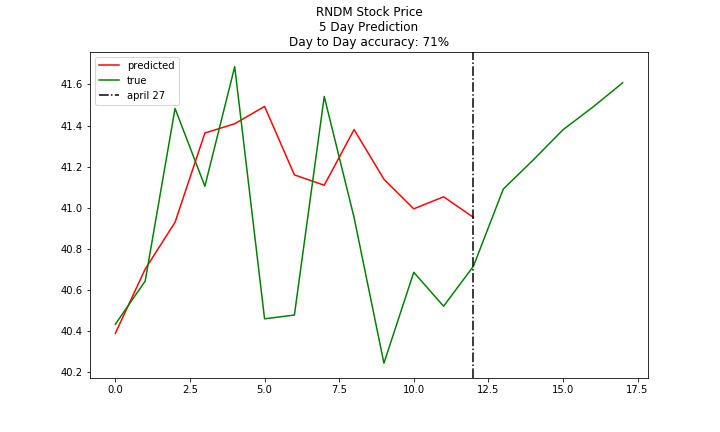 RNDM Stock Price
5 Day Prediction
Day to Day accuracy: 71%
predicted
true
april 27
41.6
41.4
41.2
41.0
40.8
40.6
40.4
40.2
0.0 2.5 5.0 7.5 10.0 12.5 15.0 17.5